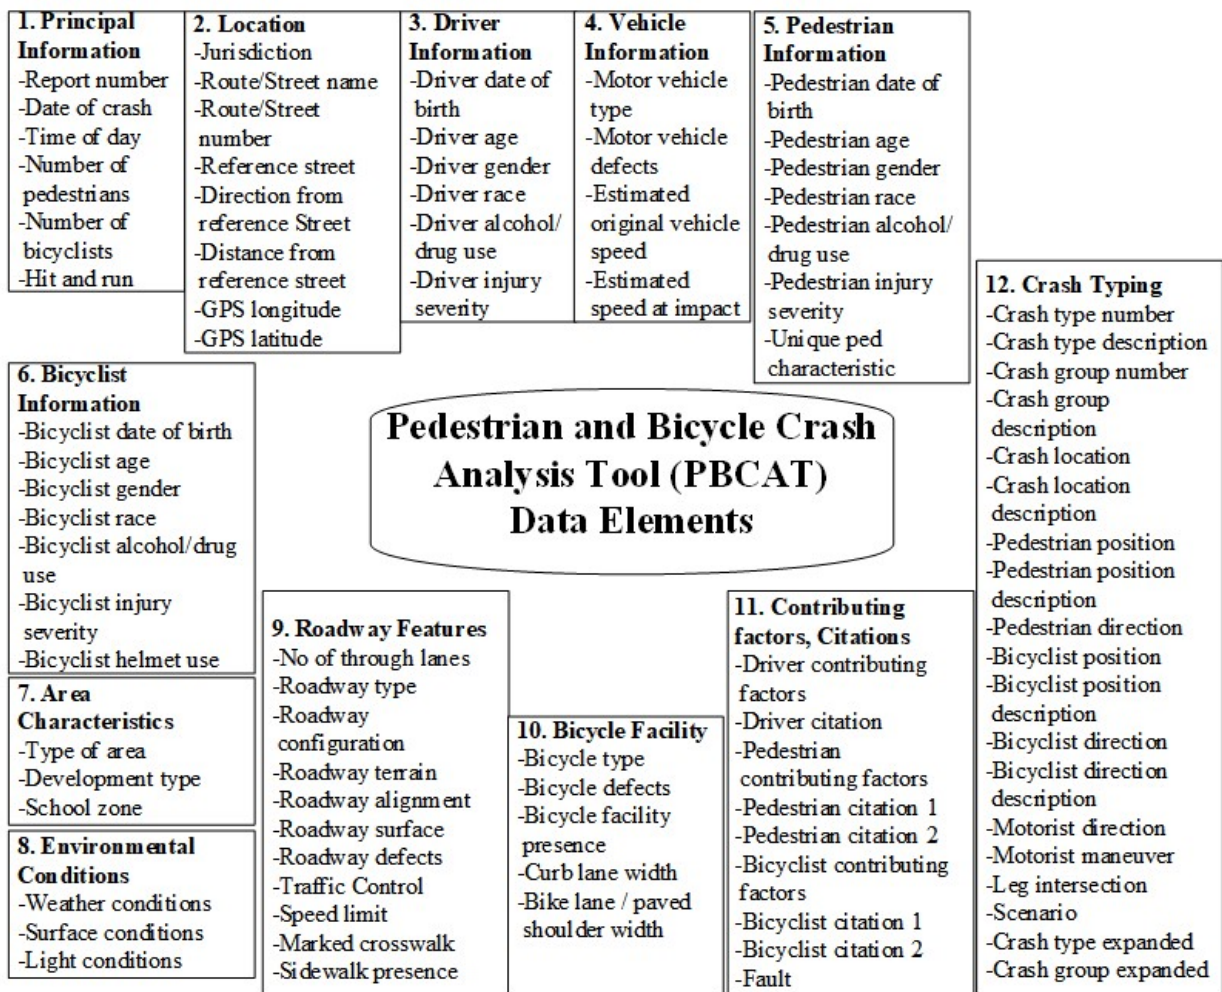 1. Principal
Information
-Report number
-Date of crash
-Time of day
-Number of
pedestrians
-Number of
bicyclists
-Hit and run
2. Location
-Jurisdiction
-Route/Street name
-Route/Street
number
-Reference street
-Direction from
reference Street
-Distance from
reference street
-GPS longitude
-GPS latitude
3. Driver
Information
-Driver date of
birth
-Driver age
-Driver gender
-Driver race
-Driver alcohol/
drug use
-Driver injury
severity
4. Vehicle
Information
-Motor vehicle
type
-Motor vehicle
defects
-Estimated
original vehicle
speed
-Estimated
speed at impact
5. Pedestrian
Information
-Pedestrian date of
birth
-Pedestrian age
-Pedestrian gender
-Pedestrian race
-Pedestrian alcohol/
drug use
-Pedestrian injury
severity
-Unique ped
characteristic
Pedestrian and Bicycle Crash
Analysis Tool (PBCAT)
Data Elements
6. Bicyclist
Information
-Bicyclist date of birth
-Bicyclist age
-Bicyclist gender
-Bicyclist race
-Bicyclist alcohol/drug
use
-Bicyclist injury
severity
-Bicyclist helmet use
7. Area
Characteristics
-Type of area
-Development type
-School zone
8. Environmental
Conditions
-Weather conditions
-Surface conditions
-Light conditions
9. Roadway Features
-No of through lanes
-Roadway type
-Roadway
configuration
-Roadway terrain
-Roadway alignment
-Roadway surface
-Roadway defects
-Traffic Control
-Speed limit
-Marked crosswalk
-Sidewalk presence
10. Bicycle Facility
-Bicycle type
-Bicycle defects
-Bicycle facility
presence
-Curb lane width
-Bike lane / paved
shoulder width
11. Contributing
factors, Citations
-Driver contributing
factors
-Driver citation
-Pedestrian
contributing factors
-Pedestrian citation 1
-Pedestrian citation 2
-Bicyclist contributing
factors
-Bicyclist citation 1
-Bicyclist citation 2
-Fault
12. Crash Typing
-Crash type number
-Crash type description
-Crash group number
-Crash group
description
-Crash location
-Crash location
description
-Pedestrian position
-Pedestrian position
description
-Pedestrian direction
-Bicyclist position
-Bicyclist position
description
-Bicyclist direction
-Bicyclist direction
description
-Motorist direction
-Motorist maneuver
-Leg intersection
-Scenario
-Crash type expanded
-Crash group expanded